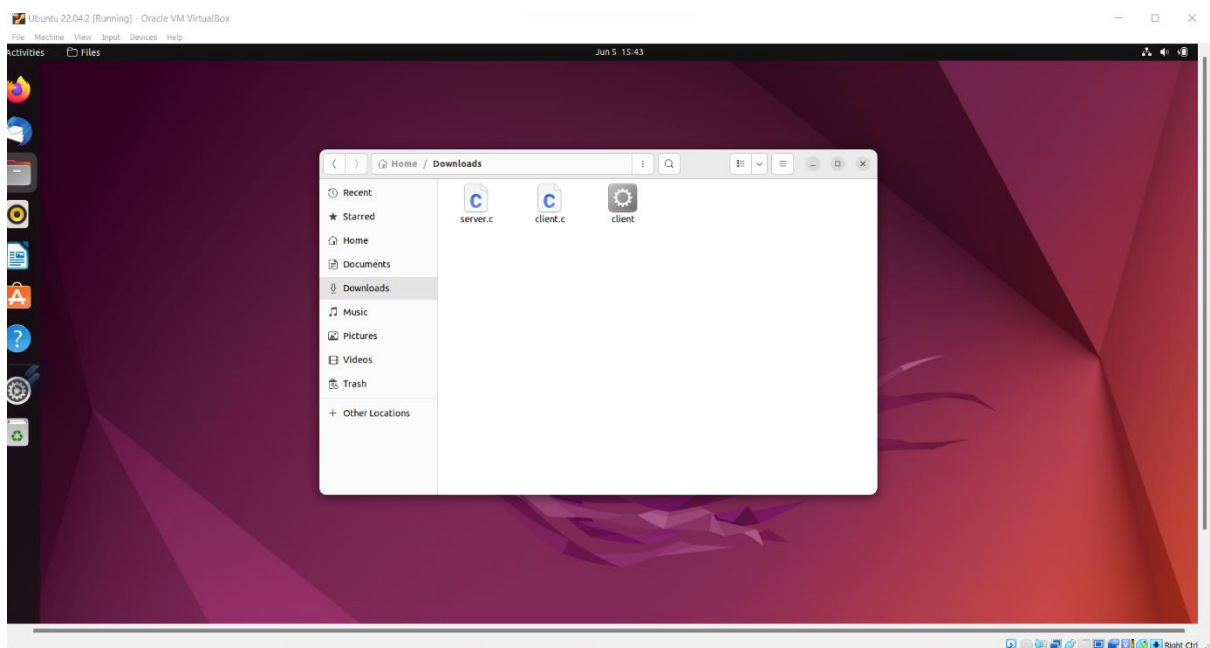 Ubuntu 22.04.2 [Running] - Oracle VM VirtualBox
File Machine View Input Devices Help
Activities Files Jun 5 15:43
Home / Downloads
Recent
Starred
Home
Documents
Downloads
Music
Pictures
Videos
Trash
+ Other Locations
server.c client.c client
Right Ctrl